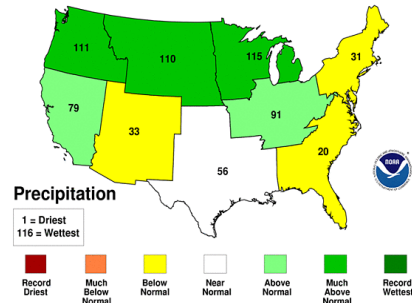 111
110
115
31
79
33
91
20
56
NOAA
Precipitation
1 = Driest
116 = Wettest
Record
Driest
Much
Below
Normal
Below
Normal
Near
Normal
Above
Normal
Much
Above
Normal
Record
Wettest